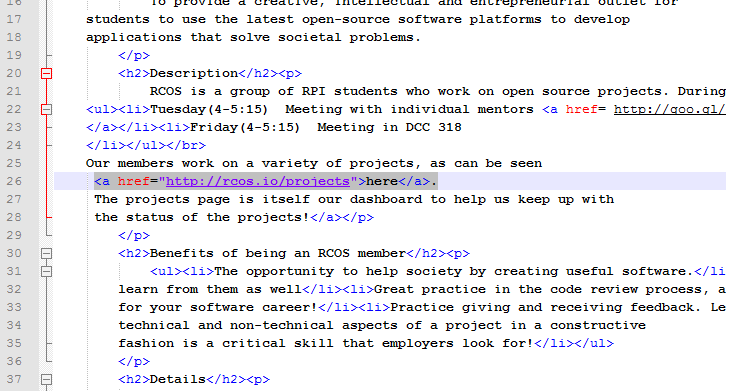 16 To provide a creative, intellectual and entrepreneurial outlet for
17 students to use the latest open-source software platforms to develop
18 applications that solve societal problems.
19 </p>
20 <h2>Description</h2><p>
21 RCOS is a group of RPI students who work on open source projects. During
22 <ul><li>Tuesday(4-5:15)  Meeting with individual mentors <a href= http://goo.gl/
23 </a></li><li>Friday(4-5:15)  Meeting in DCC 318
24 </li></ul></br>
25 Our members work on a variety of projects, as can be seen
26 <a href="http://rcos.io/projects">here</a>.
27 The projects page is itself our dashboard to help us keep up with
28 the status of the projects!</a></p>
29 </p>
30 <h2>Benefits of being an RCOS member</h2><p>
31 <ul><li>The opportunity to help society by creating useful software.</li
32 learn from them as well</li><li>Great practice in the code review process, a
33 for your software career!</li><li>Practice giving and receiving feedback. Le
34 technical and non-technical aspects of a project in a constructive
35 fashion is a critical skill that employers look for!</li></ul>
36 </p>
37 <h2>Details</h2><p>